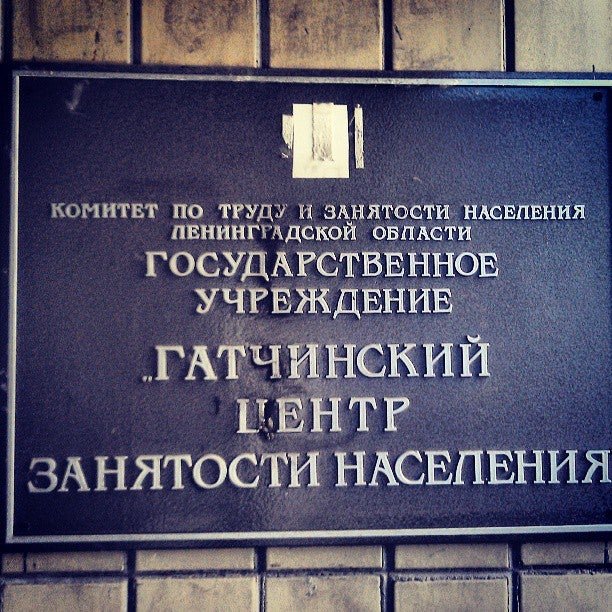 КОМИТЕТ ПО ТРУДУ И ЗАНЯТОСТИ НАСЕЛЕНИЯ
ЛЕНИНГРАДСКОЙ ОБЛАСТИ
ГОСУДАРСТВЕННОЕ
УЧРЕЖДЕНИЕ
„ГАТЧИНСКИЙ
ЦЕНТР
ЗАНЯТОСТИ НАСЕЛЕНИЯ